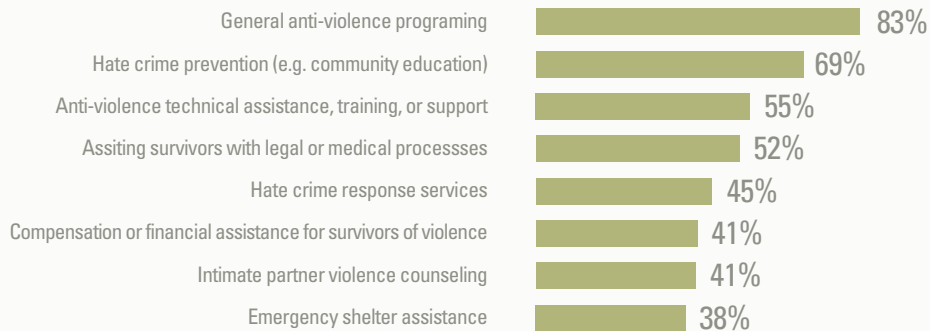 General anti-violence programing 83%
Hate crime prevention (e.g. community education) 69%
Anti-violence technical assistance, training, or support 55%
Assiting survivors with legal or medical processses 52%
Hate crime response services 45%
Compensation or financial assistance for survivors of violence 41%
Intimate partner violence counseling 41%
Emergency shelter assistance 38%